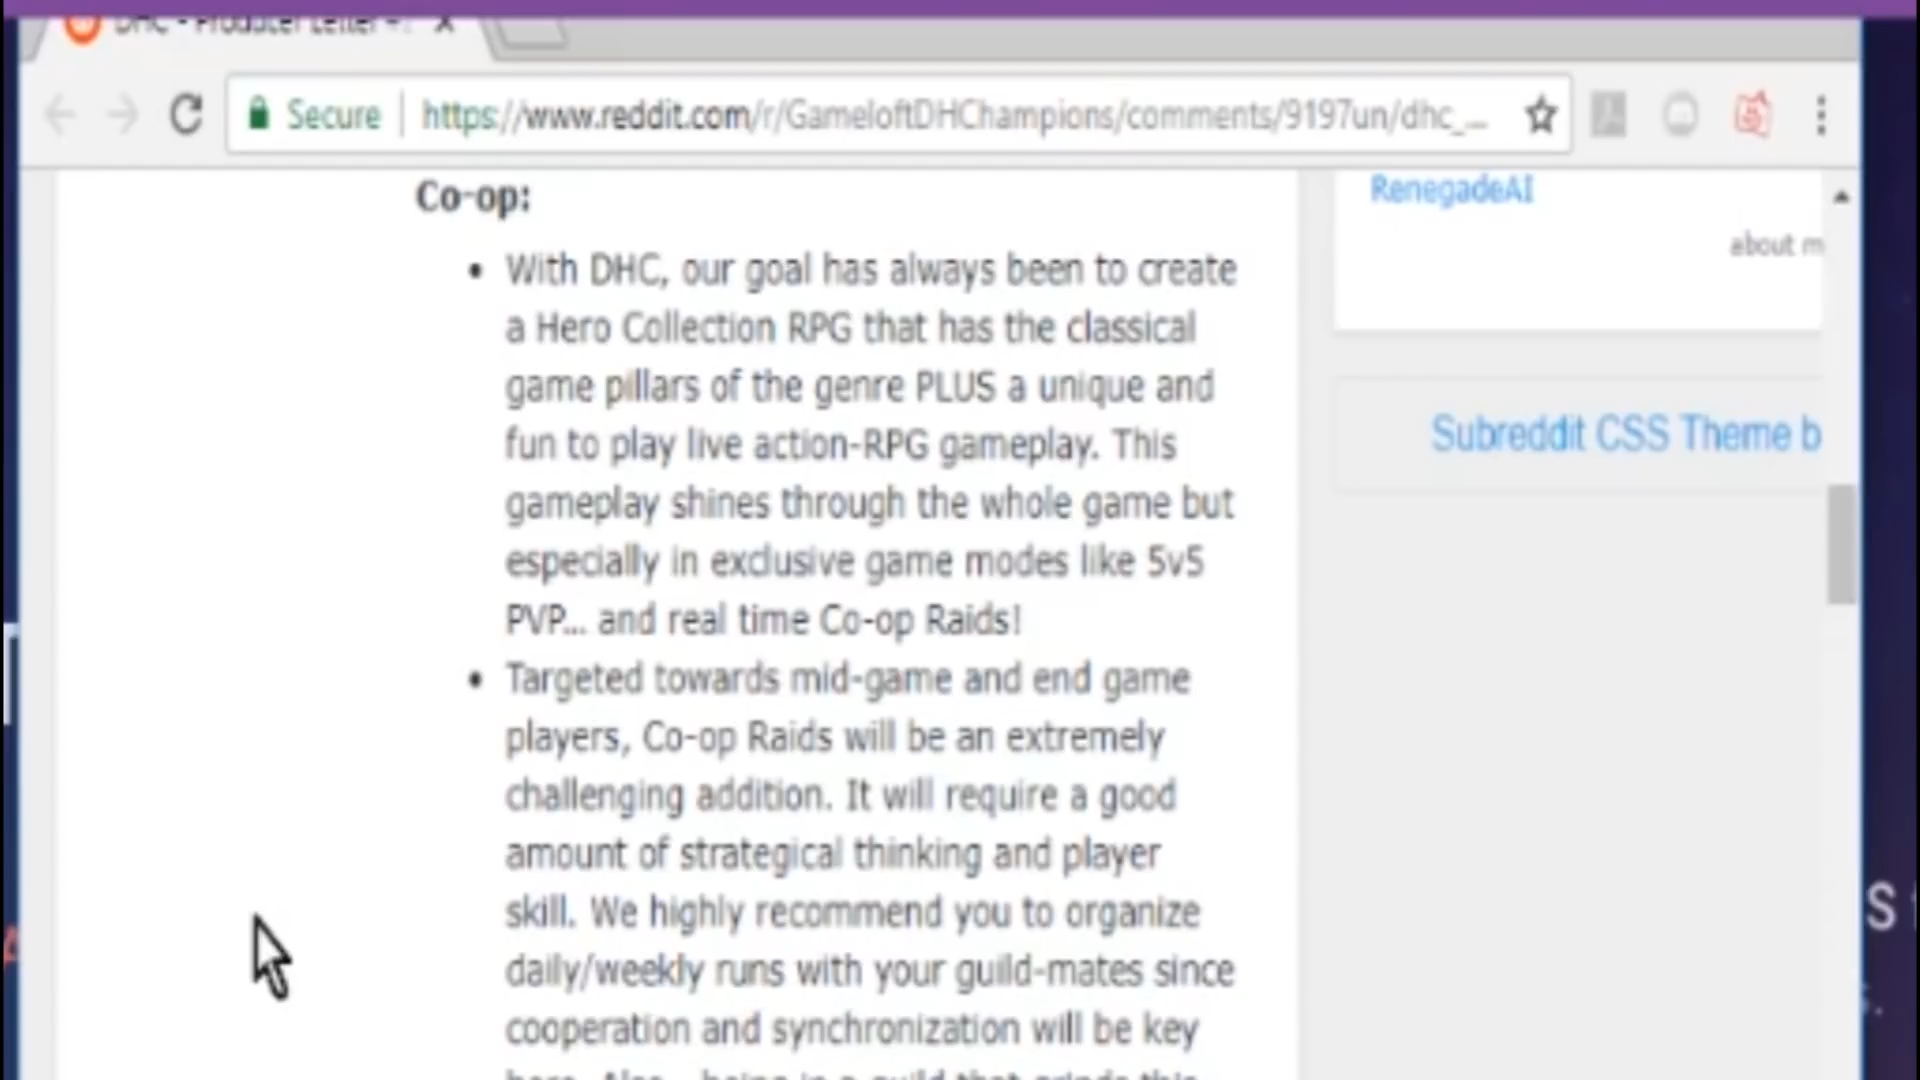 DHC - Producer Letter -
Secure https://www.reddit.com/r/GameloftDHChampions/comments/9197un/dhc_...
RenegadeAI
about m
Subreddit CSS Theme b
Co-op:
• With DHC, our goal has always been to create
a Hero Collection RPG that has the classical
game pillars of the genre PLUS a unique and
fun to play live action-RPG gameplay. This
gameplay shines through the whole game but
especially in exclusive game modes like 5v5
PVP... and real time Co-op Raids!
• Targeted towards mid-game and end game
players, Co-op Raids will be an extremely
challenging addition. It will require a good
amount of strategical thinking and player
skill. We highly recommend you to organize
daily/weekly runs with your guild-mates since
cooperation and synchronization will be key